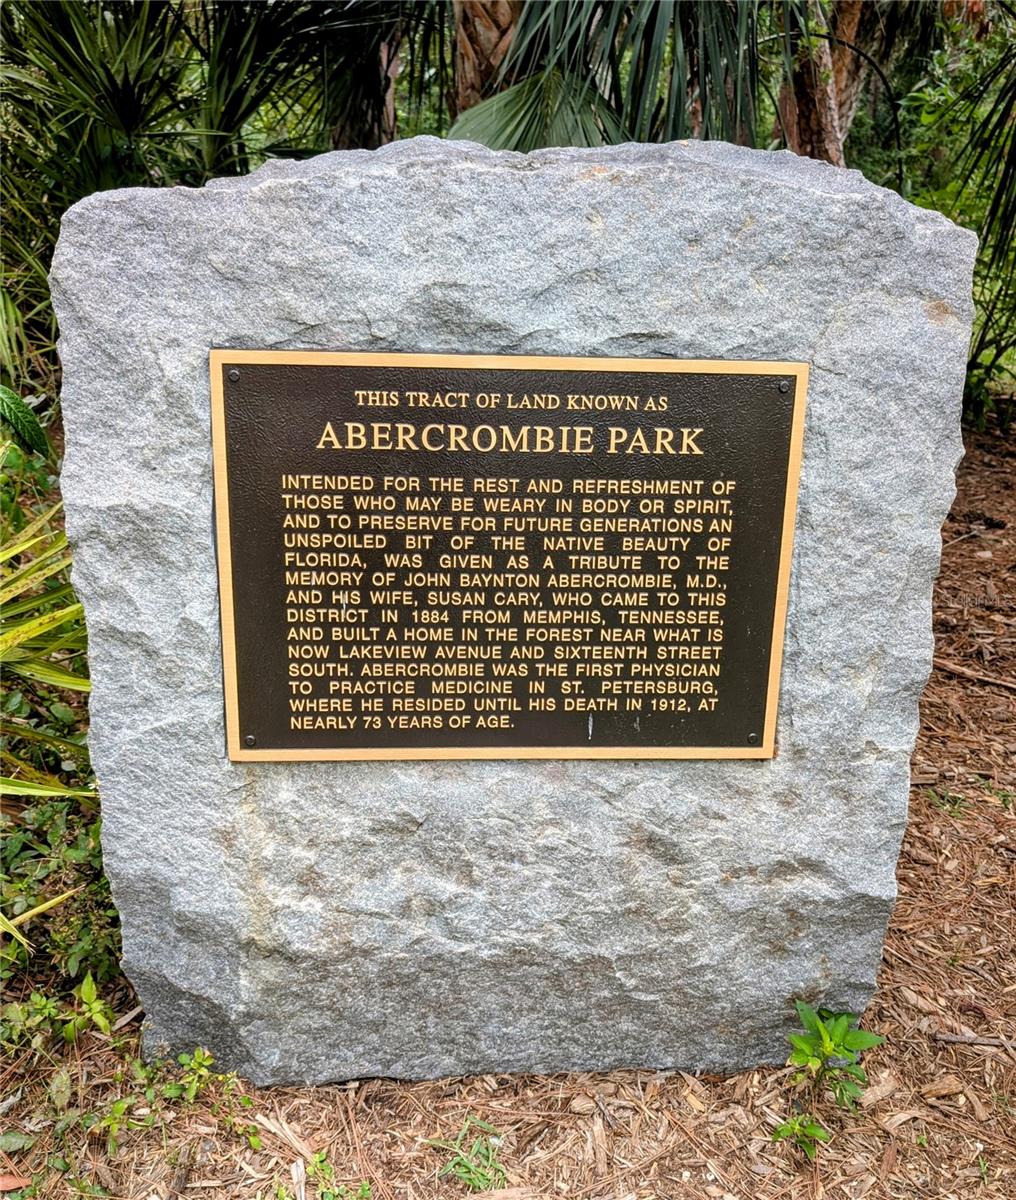 THIS TRACT OF LAND KNOWN AS
ABERCROMBIE PARK
INTENDED FOR THE REST AND REFRESHMENT OF
THOSE WHO MAY BE WEARY IN BODY OR SPIRIT,
AND TO PRESERVE FOR FUTURE GENERATIONS AN
UNSPOILED BIT OF THE NATIVE BEAUTY OF
FLORIDA, WAS GIVEN AS A TRIBUTE TO THE
MEMORY OF JOHN BAYNTON ABERCROMBIE, M.D.,
AND HIS WIFE, SUSAN CARY, WHO CAME TO THIS
DISTRICT IN 1884 FROM MEMPHIS, TENNESSEE,
AND BUILT A HOME IN THE FOREST NEAR WHAT IS
NOW LAKEVIEW AVENUE AND SIXTEENTH STREET
SOUTH. ABERCROMBIE WAS THE FIRST PHYSICIAN
TO PRACTICE MEDICINE IN ST. PETERSBURG,
WHERE HE RESIDED UNTIL HIS DEATH IN 1912, AT
NEARLY 73 YEARS OF AGE.